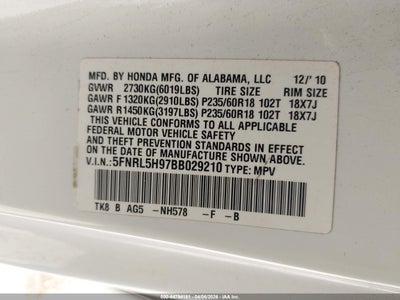 MFD. BY HONDA MFG. OF ALABAMA, LLC 12/'10
GVWR 2730KG(6019LBS) TIRE SIZE RIM SIZE
GAWR F 1320KG(2910LBS) P235/60R18 102T 18X7J
GAWR R1450KG(3197LBS) P235/60R18 102T 18X7J
THIS VEHICLE CONFORMS TO ALL APPLICABLE
FEDERAL MOTOR VEHICLE SAFETY
AND THEFT PREVENTION STANDARDS IN EFFECT
ON THE DATE OF MANUFACTURE SHOWN ABOVE.
V.I.N.: 5FNRL5H97BB029210 TYPE: MPV
TK8 B AG5 -NH578 -F -B